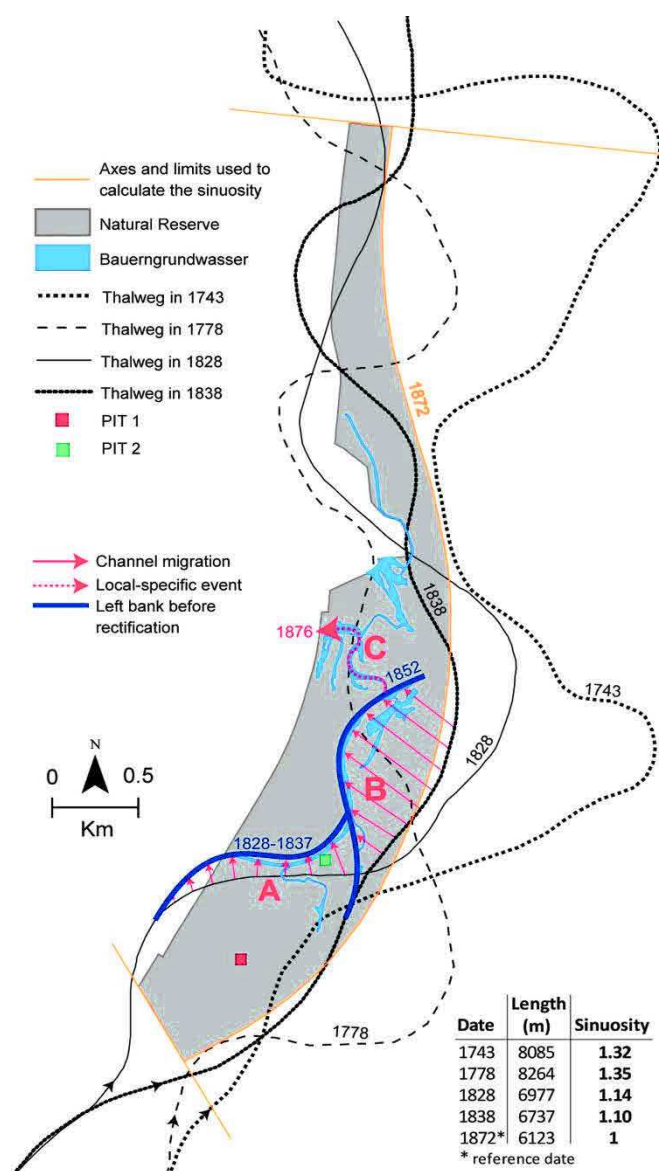 Axes and limits used to
calculate the sinuosity
Natural Reserve
Bauerngrundwasser
Thalweg in 1743
Thalweg in 1778
Thalweg in 1828
Thalweg in 1838
PIT 1
PIT 2
Channel migration
Local-specific event
Left bank before
rectification
1872
1838
1876
C
1852
1743
1828
B
N
0 0.5
Km
1828-1837
A
1778
Date Length (m) Sinuosity
1743 8085 1.32
1778 8264 1.35
1828 6977 1.14
1838 6737 1.10
1872* 6123 1
* reference date